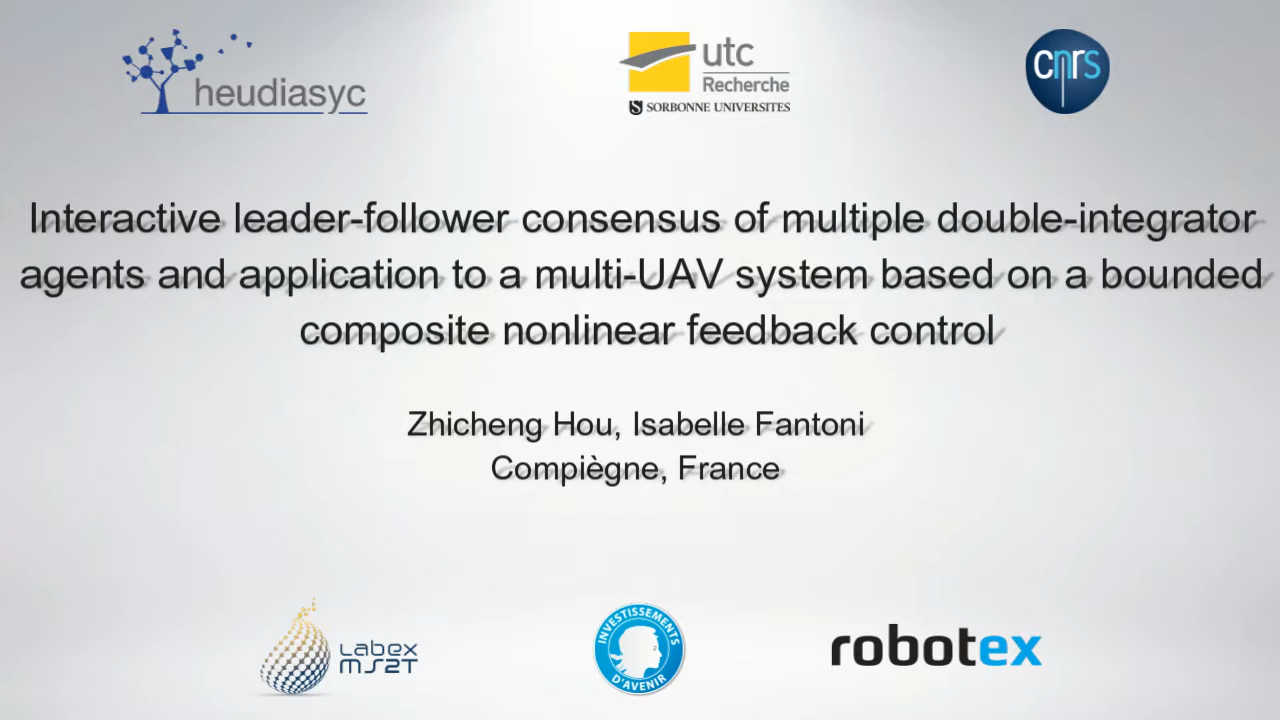 heudiasyc
utc
Recherche
SORBONNE UNIVERSITES
cnrs
Interactive leader-follower consensus of multiple double-integrator
agents and application to a multi-UAV system based on a bounded
composite nonlinear feedback control
Zhicheng Hou, Isabelle Fantoni
Compiègne, France
Labex
MS2T
INVESTISSEMENTS
D'AVENIR
robotex